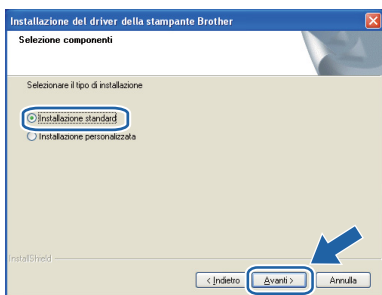 Installazione del driver della stampante Brother
Selezione componenti
Selezionare il tipo di installazione
Installazione standard
Installazione personalizzata
InstallShield
< Indietro Avanti > Annulla